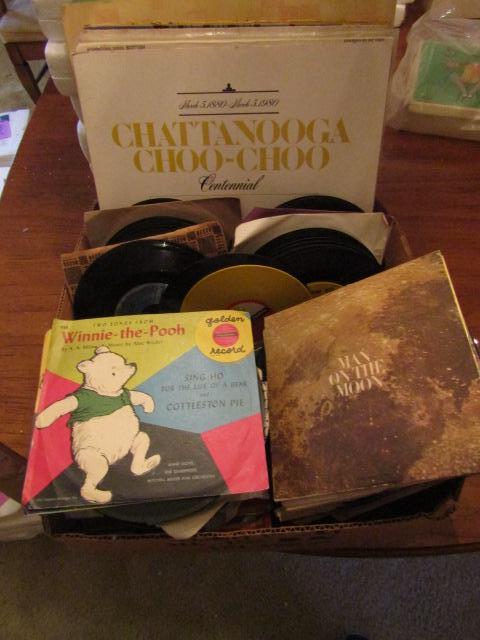 March 5, 1880 - March 5, 1980
CHATTANOOGA
CHOO-CHOO
Centennial
TWO SONGS FROM
Winnie-the-Pooh
golden
record
SING HO
FOR THE LIFE OF A BEAR
and
COTTLESTON PIE
MAN
ON THE
MOON